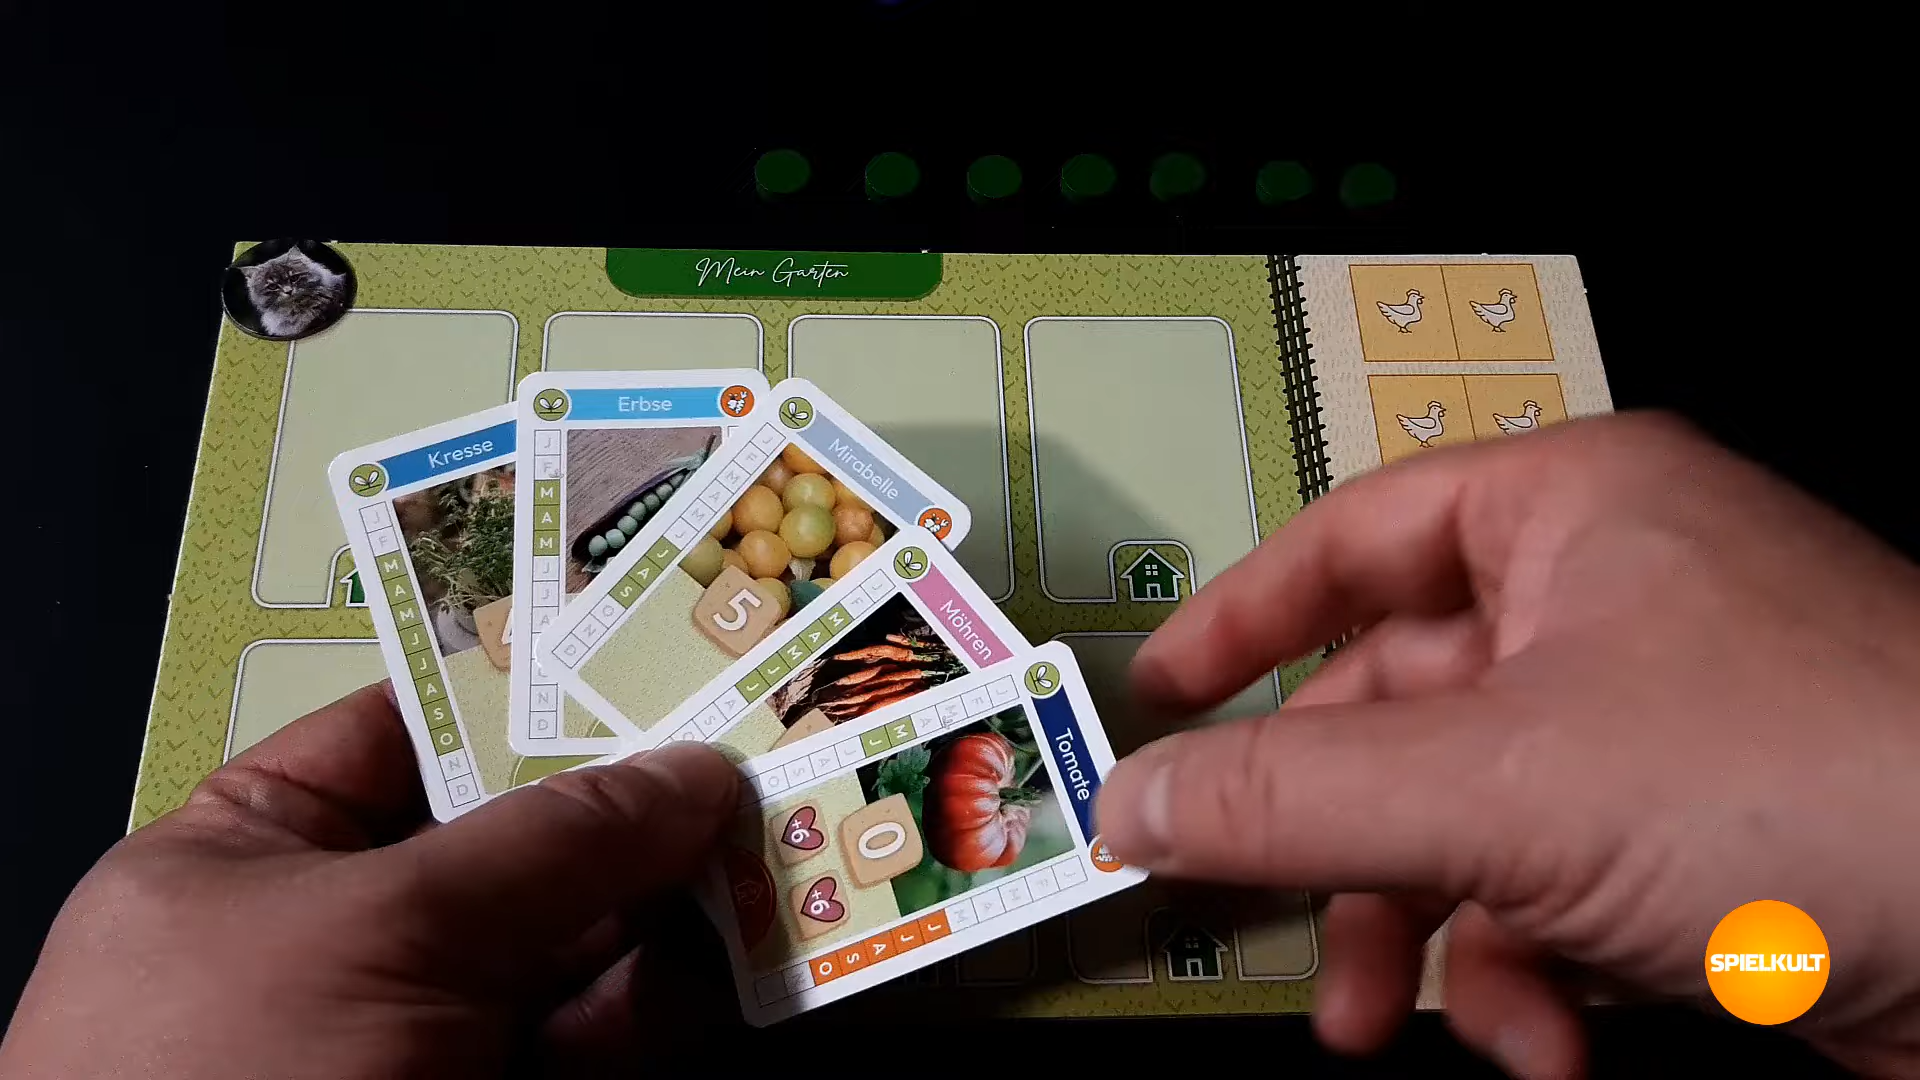 Mein Garten
Kresse
J
F
M
A
M
J
J
A
S
O
N
D
Erbse
J
F
M
A
M
J
J
A
N
D
Mirabelle
J
F
M
A
M
J
J
A
S
O
N
D
5
Möhren
J
F
M
A
M
J
J
A
S
O
Tomate
J
F
M
A
M
J
J
A
S
O
0
+6
+6
J
F
M
A
M
J
J
A
S
O
SPIELKULT